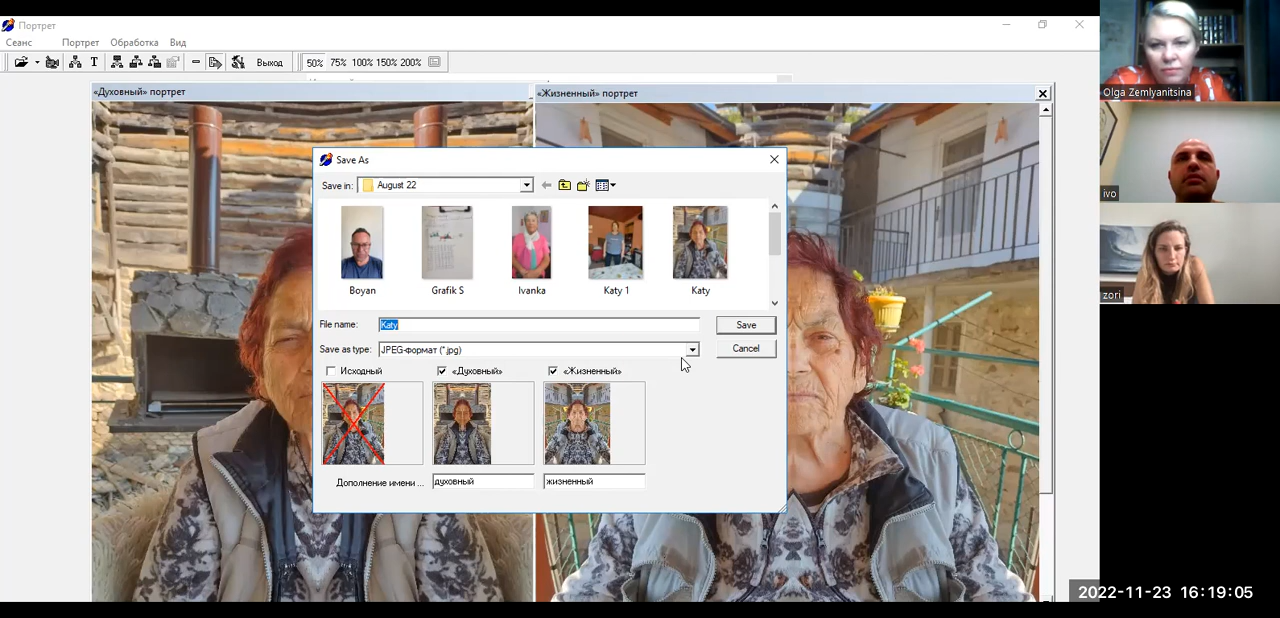 Портрет
Сеанс Портрет Обработка Вид
T Выход 50% 75% 100% 150% 200%
«Духовный» портрет
«Жизненный» портрет
Save As
Save in: August 22
Boyan Grafik S Ivanka Katy 1 Katy
File name: Katy Save
Save as type: JPEG-формат (*.jpg) Cancel
Исходный «Духовный» «Жизненный»
Дополнение имени ... духовный жизненный
Olga Zemlyanitsina
ivo
zori
2022-11-23 16:19:05